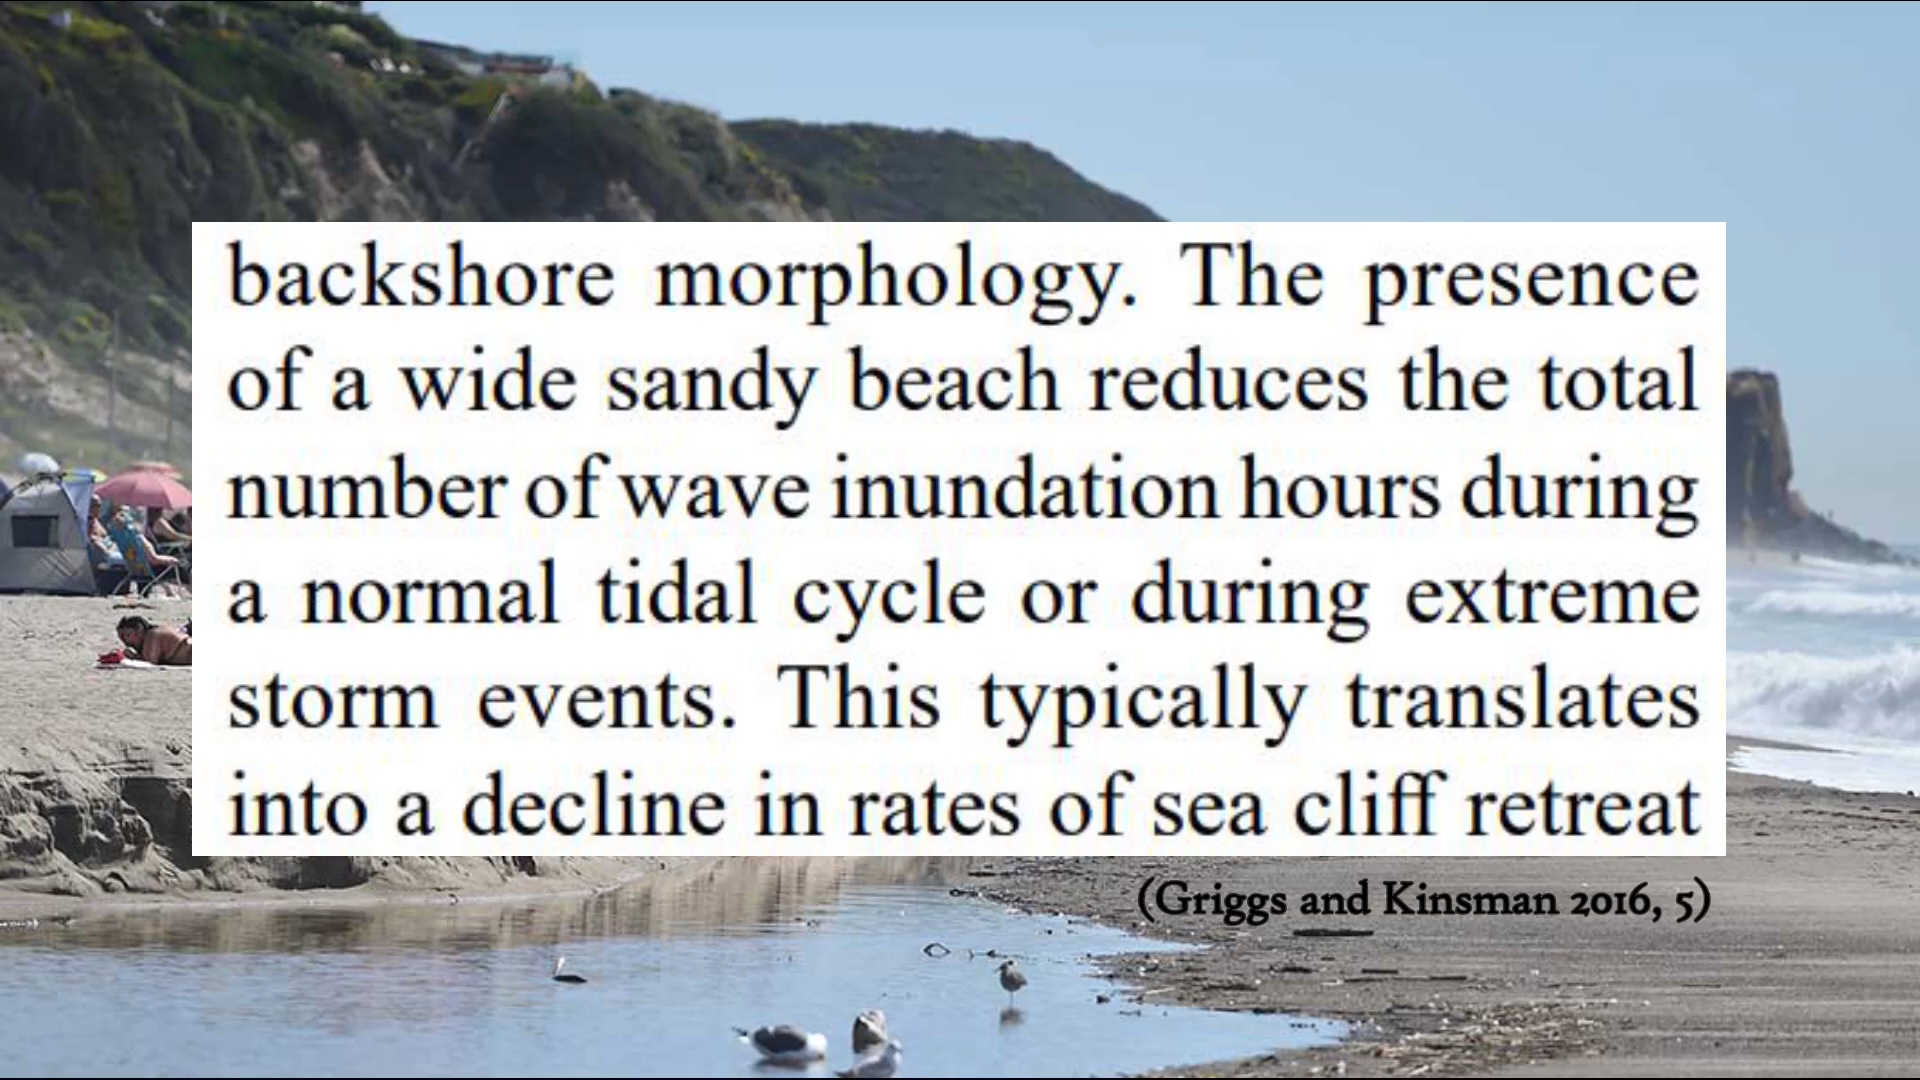 backshore morphology. The presence
of a wide sandy beach reduces the total
number of wave inundation hours during
a normal tidal cycle or during extreme
storm events. This typically translates
into a decline in rates of sea cliff retreat
(Griggs and Kinsman 2016, 5)